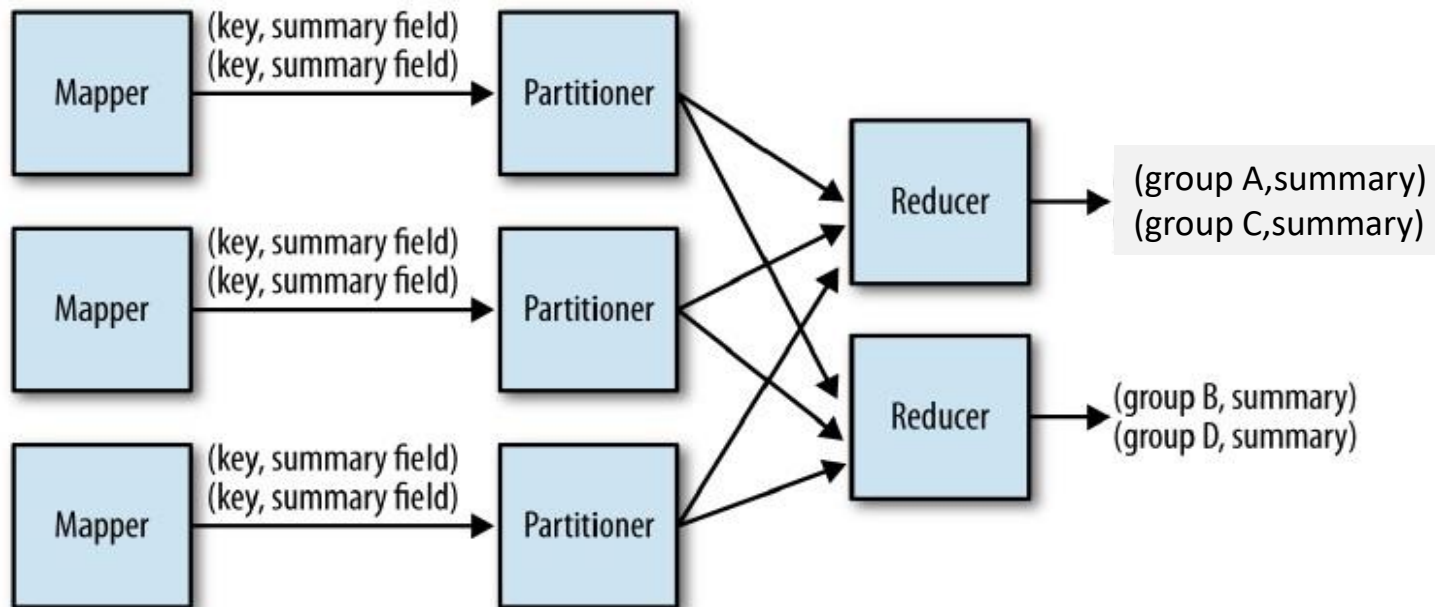 (key, summary field)
(key, summary field)
Mapper
Partitioner
(key, summary field)
(key, summary field)
Mapper
Partitioner
(key, summary field)
(key, summary field)
Mapper
Partitioner
Reducer
(group A,summary)
(group C,summary)
Reducer
(group B, summary)
(group D, summary)